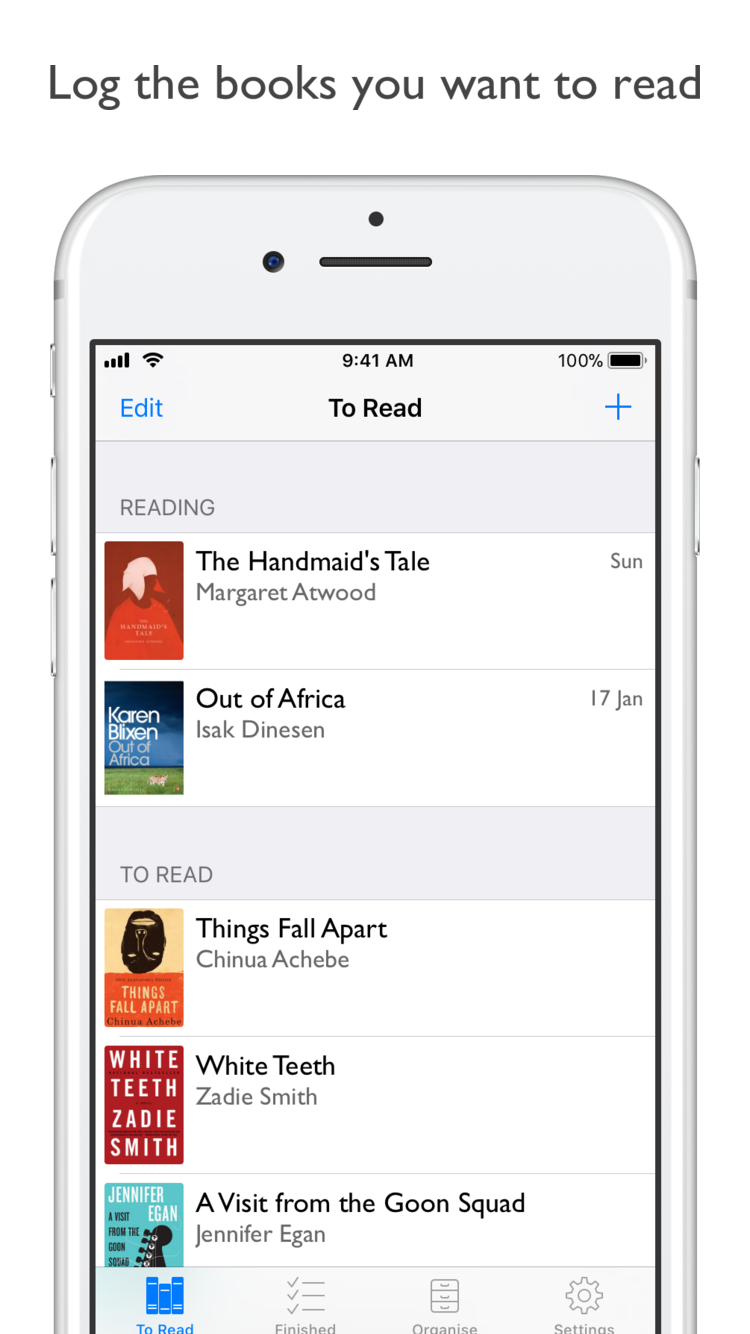 Log the books you want to read
9:41 AM
100%
Edit
To Read
READING
THE
HANDMAID'S
TALE
The Handmaid's Tale
Sun
Margaret Atwood
Karen
Blixen
Out of
Africa
Out of Africa
17 Jan
Isak Dinesen
TO READ
THINGS
FALL APART
Chinua Achebe
Things Fall Apart
Chinua Achebe
WHITE
TEETH
ZADIE
SMITH
White Teeth
Zadie Smith
JENNIFER
EGAN
A VISIT
FROM THE
GOON
SQUAD
A Visit from the Goon Squad
Jennifer Egan
To Read
Finished
Organise
Settings